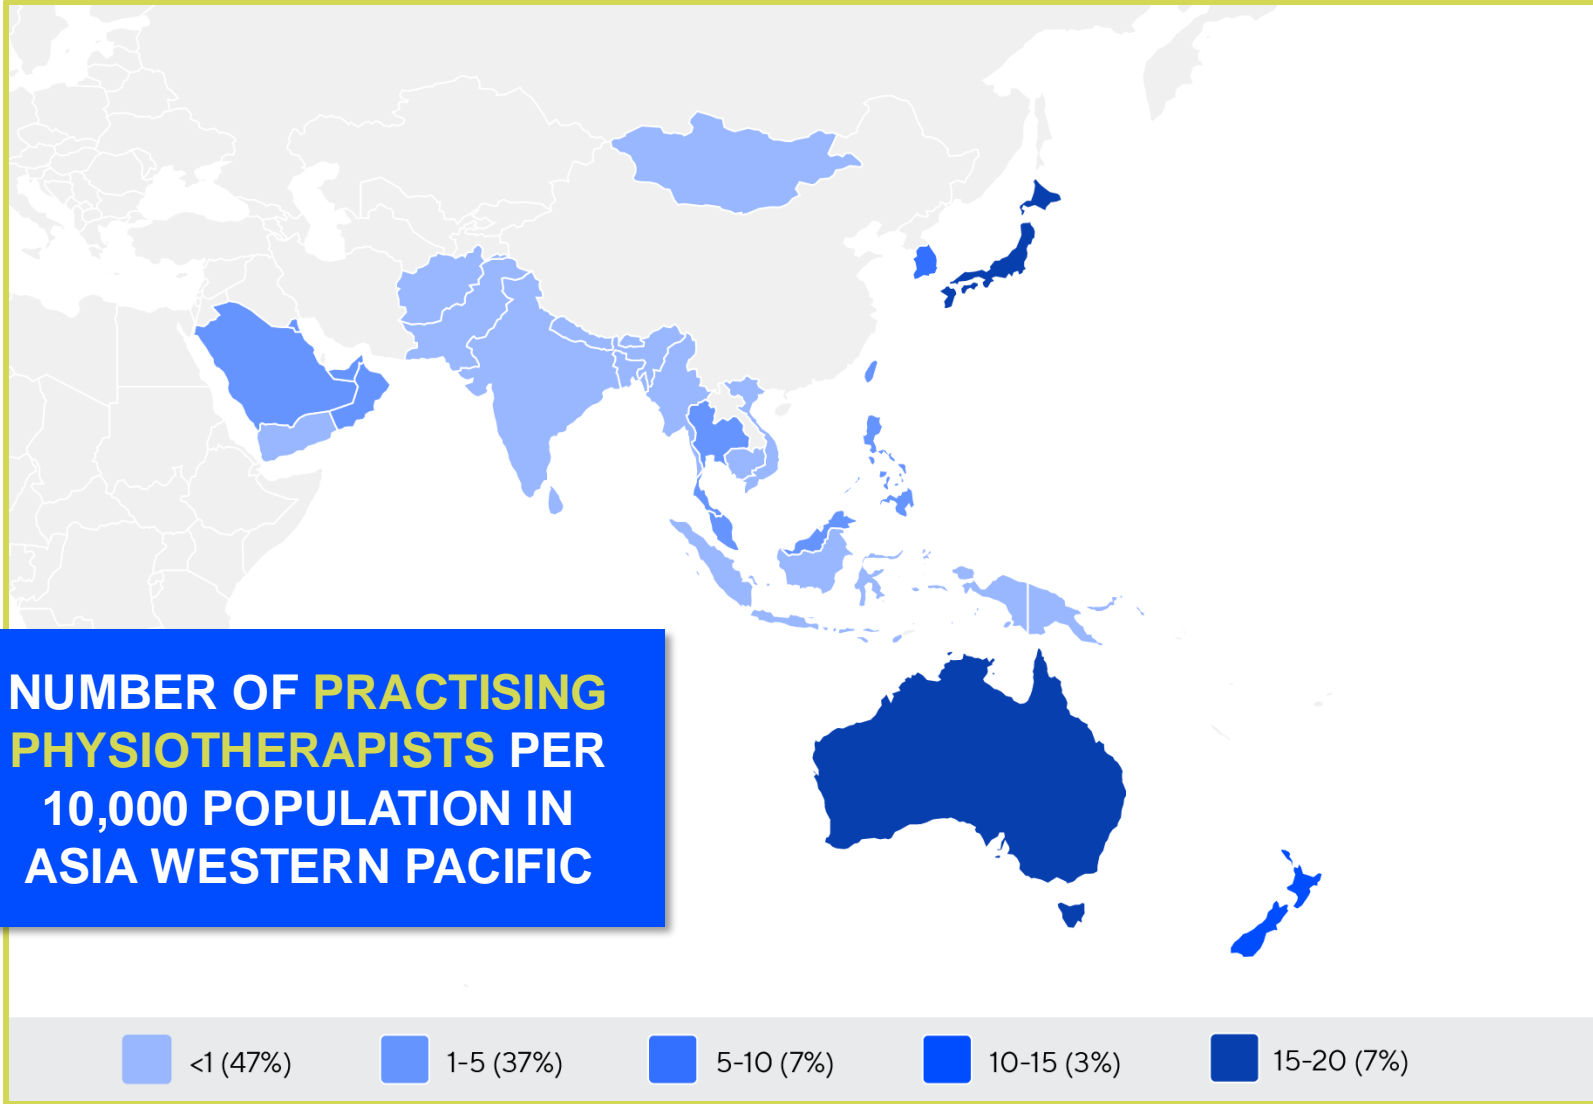 NUMBER OF PRACTISING
PHYSIOTHERAPISTS PER
10,000 POPULATION IN
ASIA WESTERN PACIFIC
<1 (47%)
1-5 (37%)
5-10 (7%)
10-15 (3%)
15-20 (7%)